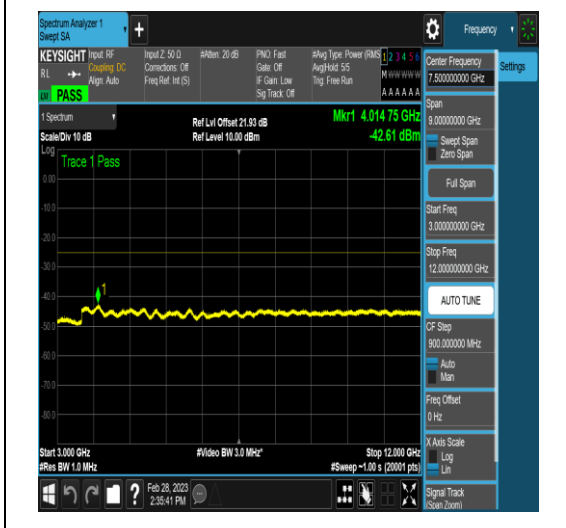 Spectrum Analyzer 1
Swept SA
+
Frequency
KEYSIGHT
Input: RF
Coupling: DC
Align: Auto
Input Z: 50 Ω
Corrections: Off
Freq Ref: Int (S)
#Atten: 20 dB
PNO: Fast
Gate: Off
IF Gain: Low
Sig Track: Off
#Avg Type: Power (RMS
Avg|Hold: 5/5
Trig: Free Run
1 2 3 4 5 6
M W W W W W
A A A A A A
RL
PASS
1 Spectrum
Scale/Div 10 dB
Ref Lvl Offset 21.93 dB
Ref Level 10.00 dBm
Mkr1 4.014 75 GHz
-42.61 dBm
Log
Trace 1 Pass
0.00
-10.0
-20.0
-30.0
-40.0
-50.0
-60.0
-70.0
-80.0
1
Start 3.000 GHz
#Res BW 1.0 MHz
#Video BW 3.0 MHz*
Stop 12.000 GHz
#Sweep ~1.00 s (20001 pts)
?
Feb 28, 2023
2:35:41 PM
Center Frequency
7.500000000 GHz
Settings
Span
9.00000000 GHz
Swept Span
Zero Span
Full Span
Start Freq
3.000000000 GHz
Stop Freq
12.000000000 GHz
AUTO TUNE
CF Step
900.000000 MHz
Auto
Man
Freq Offset
0 Hz
X Axis Scale
Log
Lin
Signal Track
(Span Zoom)